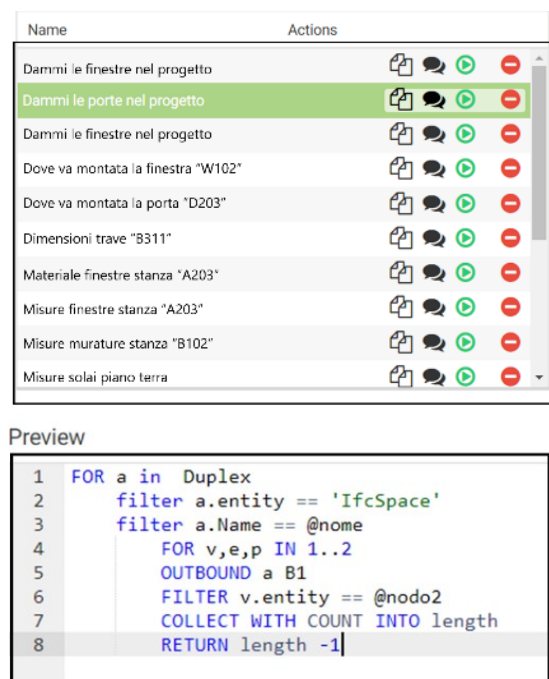 Name Actions
Dammi le finestre nel progetto
Dammi le porte nel progetto
Dammi le finestre nel progetto
Dove va montata la finestra "W102"
Dove va montata la porta "D203"
Dimensioni trave "B311"
Materiale finestre stanza "A203"
Misure finestre stanza "A203"
Misure murature stanza "B102"
Misure solai piano terra
Preview
1 FOR a in Duplex
2 filter a.entity == 'IfcSpace'
3 filter a.Name == @nome
4 FOR v,e,p IN 1..2
5 OUTBOUND a B1
6 FILTER v.entity == @nodo2
7 COLLECT WITH COUNT INTO length
8 RETURN length -1